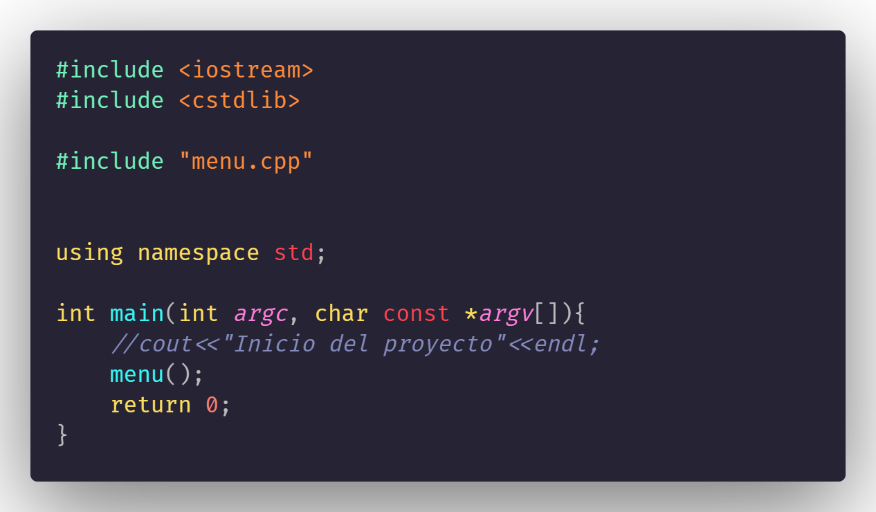 #include <iostream>
#include <cstdlib>
#include "menu.cpp"
using namespace std;
int main(int argc, char const *argv[]){
    //cout<<"Inicio del proyecto"<<endl;
    menu();
    return 0;
}